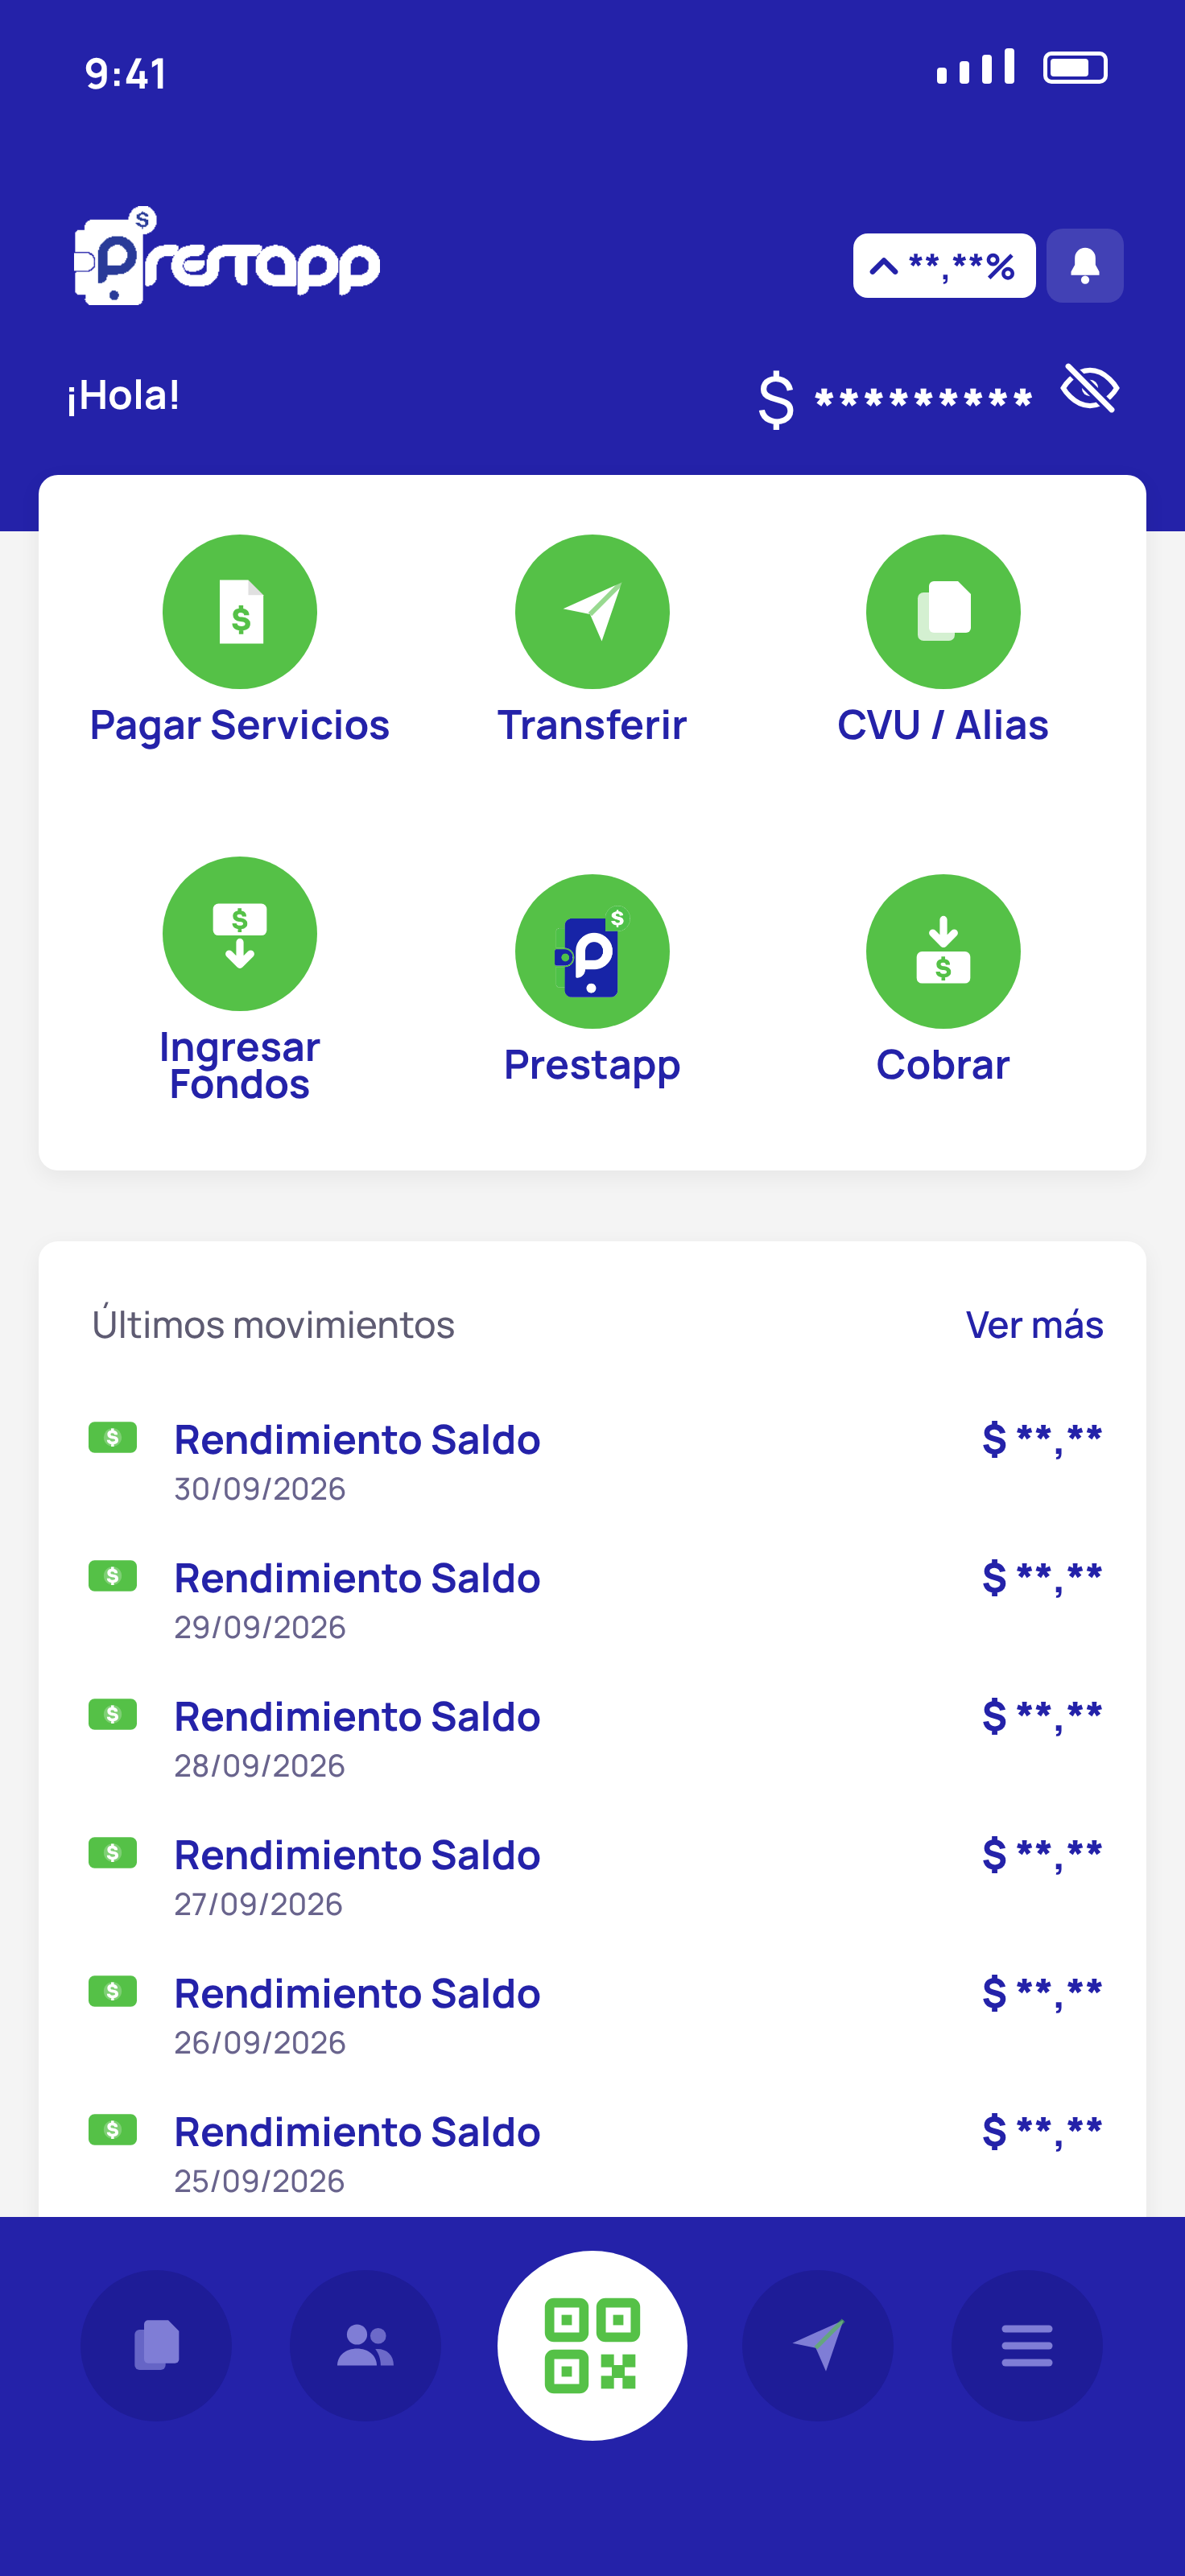 9:41
Prestapp
**,**%
¡Hola!
$ *********
Pagar Servicios
Transferir
CVU / Alias
Ingresar
Fondos
Prestapp
Cobrar
Últimos movimientos
Ver más
Rendimiento Saldo
$ **,**
30/09/2026
Rendimiento Saldo
$ **,**
29/09/2026
Rendimiento Saldo
$ **,**
28/09/2026
Rendimiento Saldo
$ **,**
27/09/2026
Rendimiento Saldo
$ **,**
26/09/2026
Rendimiento Saldo
$ **,**
25/09/2026